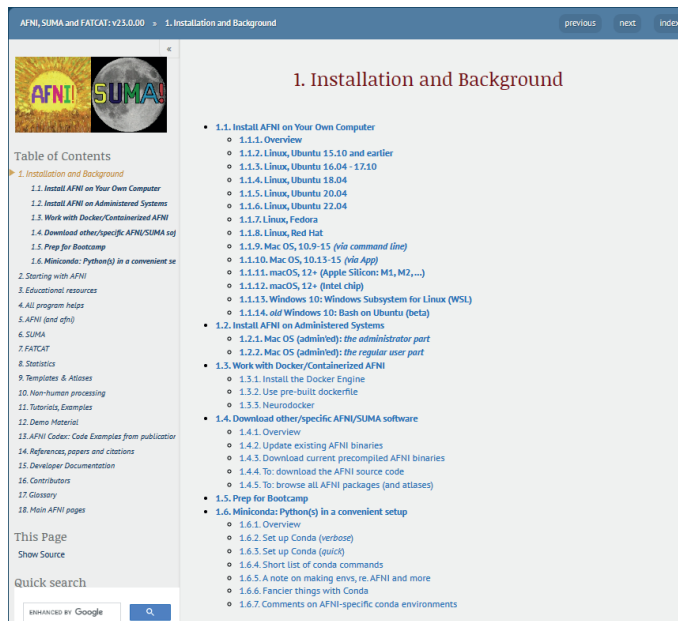 AFNI, SUMA and FATCAT: v23.0.00 » 1. Installation and Background
previous next index
«
AFNI! SUMA!
Table of Contents
1. Installation and Background
1.1. Install AFNI on Your Own Computer
1.2. Install AFNI on Administered Systems
1.3. Work with Docker/Containerized AFNI
1.4. Download other/specific AFNI/SUMA sof
1.5. Prep for Bootcamp
1.6. Miniconda: Python(s) in a convenient se
2. Starting with AFNI
3. Educational resources
4. All program helps
5. AFNI (and afni)
6. SUMA
7. FATCAT
8. Statistics
9. Templates & Atlases
10. Non-human processing
11. Tutorials, Examples
12. Demo Material
13. AFNI Codex: Code Examples from publication
14. References, papers and citations
15. Developer Documentation
16. Contributors
17. Glossary
18. Main AFNI pages
This Page
Show Source
Quick search
ENHANCED BY Google
1. Installation and Background
1.1. Install AFNI on Your Own Computer
1.1.1. Overview
1.1.2. Linux, Ubuntu 15.10 and earlier
1.1.3. Linux, Ubuntu 16.04 - 17.10
1.1.4. Linux, Ubuntu 18.04
1.1.5. Linux, Ubuntu 20.04
1.1.6. Linux, Ubuntu 22.04
1.1.7. Linux, Fedora
1.1.8. Linux, Red Hat
1.1.9. Mac OS, 10.9-15 (via command line)
1.1.10. Mac OS, 10.13-15 (via App)
1.1.11. macOS, 12+ (Apple Silicon: M1, M2, ...)
1.1.12. macOS, 12+ (Intel chip)
1.1.13. Windows 10: Windows Subsystem for Linux (WSL)
1.1.14. old Windows 10: Bash on Ubuntu (beta)
1.2. Install AFNI on Administered Systems
1.2.1. Mac OS (admin'ed): the administrator part
1.2.2. Mac OS (admin'ed): the regular user part
1.3. Work with Docker/Containerized AFNI
1.3.1. Install the Docker Engine
1.3.2. Use pre-built dockerfile
1.3.3. Neurodocker
1.4. Download other/specific AFNI/SUMA software
1.4.1. Overview
1.4.2. Update existing AFNI binaries
1.4.3. Download current precompiled AFNI binaries
1.4.4. To: download the AFNI source code
1.4.5. To: browse all AFNI packages (and atlases)
1.5. Prep for Bootcamp
1.6. Miniconda: Python(s) in a convenient setup
1.6.1. Overview
1.6.2. Set up Conda (verbose)
1.6.3. Set up Conda (quick)
1.6.4. Short list of conda commands
1.6.5. A note on making envs, re. AFNI and more
1.6.6. Fancier things with Conda
1.6.7. Comments on AFNI-specific conda environments